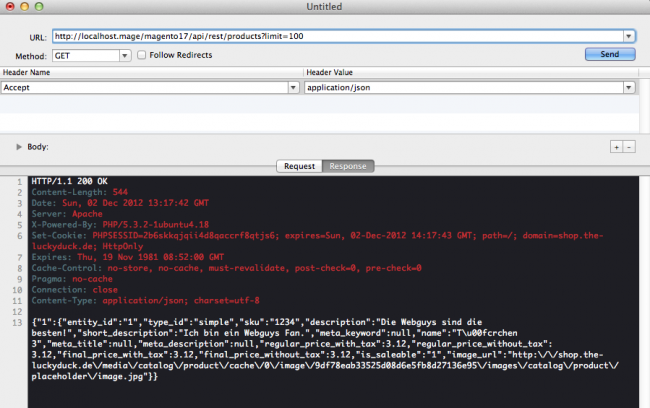 Untitled
URL: http://localhost.mage/magento17/api/rest/products?limit=100
Method: GET Follow Redirects Send
Header Name Header Value
Accept application/json
Body: + -
Request Response
1 HTTP/1.1 200 OK
2 Content-Length: 544
3 Date: Sun, 02 Dec 2012 13:17:42 GMT
4 Server: Apache
5 X-Powered-By: PHP/5.3.2-1ubuntu4.18
6 Set-Cookie: PHPSESSID=2b6skkqjqii4d8qaccrf8qtjs6; expires=Sun, 02-Dec-2012 14:17:43 GMT; path=/; domain=shop.the-
luckyduck.de; HttpOnly
7 Expires: Thu, 19 Nov 1981 08:52:00 GMT
8 Cache-Control: no-store, no-cache, must-revalidate, post-check=0, pre-check=0
9 Pragma: no-cache
10 Connection: close
11 Content-Type: application/json; charset=utf-8
12
13 {"1":{"entity_id":"1","type_id":"simple","sku":"1234","description":"Die Webguys sind die
besten!","short_description":"Ich bin ein Webguys Fan.","meta_keyword":null,"name":"T\u00fcrchen
3","meta_title":null,"meta_description":null,"regular_price_with_tax":3.12,"regular_price_without_tax":
3.12,"final_price_with_tax":3.12,"final_price_without_tax":3.12,"is_saleable":"1","image_url":"http:\/\/shop.the-
luckyduck.de\/media\/catalog\/product\/cache\/0\/image\/9df78eab33525d08d6e5fb8d27136e95\/images\/catalog\/product\/
placeholder\/image.jpg"}}